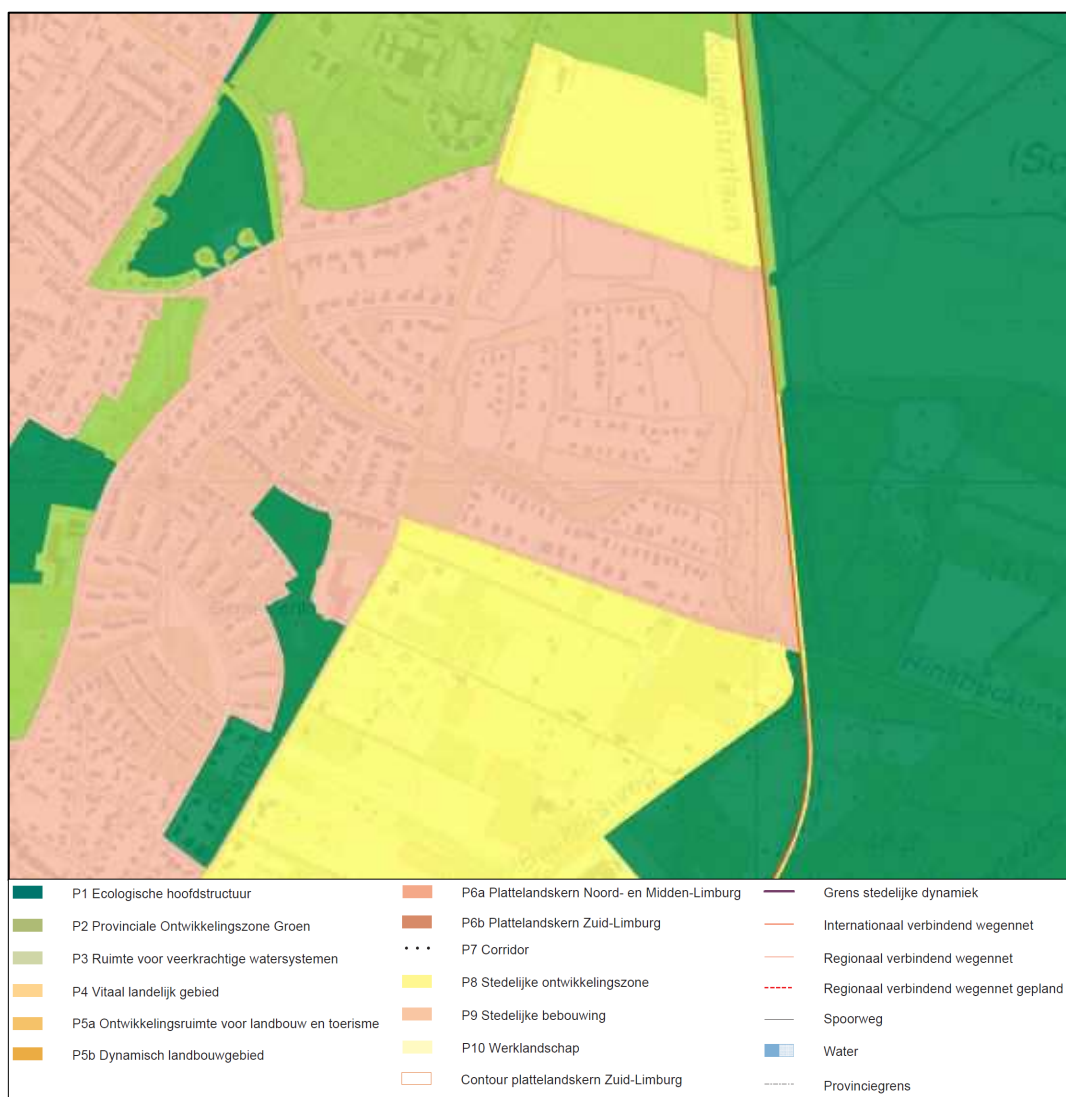 P1 Ecologische hoofdstructuur
P2 Provinciale Ontwikkelingszone Groen
P3 Ruimte voor veerkrachtige watersystemen
P4 Vitaal landelijk gebied
P5a Ontwikkelingsruimte voor landbouw en toerisme
P5b Dynamisch landbouwgebied
P6a Plattelandskern Noord- en Midden-Limburg
P6b Plattelandskern Zuid-Limburg
P7 Corridor
P8 Stedelijke ontwikkelingszone
P9 Stedelijke bebouwing
P10 Werklandschap
Contour plattelandskern Zuid-Limburg
Grens stedelijke dynamiek
Internationaal verbindend wegennet
Regionaal verbindend wegennet
Regionaal verbindend wegennet gepland
Spoorweg
Water
Provinciegrens